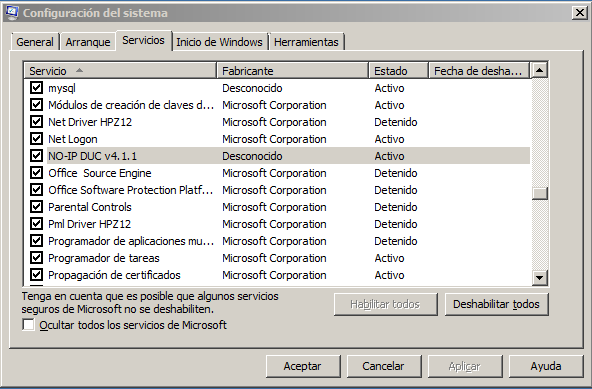 Configuración del sistema
General Arranque Servicios Inicio de Windows Herramientas
Servicio Fabricante Estado Fecha de desha...
mysql Desconocido Activo
Módulos de creación de claves d... Microsoft Corporation Activo
Net Driver HPZ12 Microsoft Corporation Detenido
Net Logon Microsoft Corporation Activo
NO-IP DUC v4.1.1 Desconocido Activo
Office Source Engine Microsoft Corporation Detenido
Office Software Protection Platf... Microsoft Corporation Detenido
Parental Controls Microsoft Corporation Detenido
Pml Driver HPZ12 Microsoft Corporation Detenido
Programador de aplicaciones mu... Microsoft Corporation Detenido
Programador de tareas Microsoft Corporation Activo
Propagación de certificados Microsoft Corporation Activo
Tenga en cuenta que es posible que algunos servicios
seguros de Microsoft no se deshabiliten.
Habilitar todos Deshabilitar todos
Ocultar todos los servicios de Microsoft
Aceptar Cancelar Aplicar Ayuda